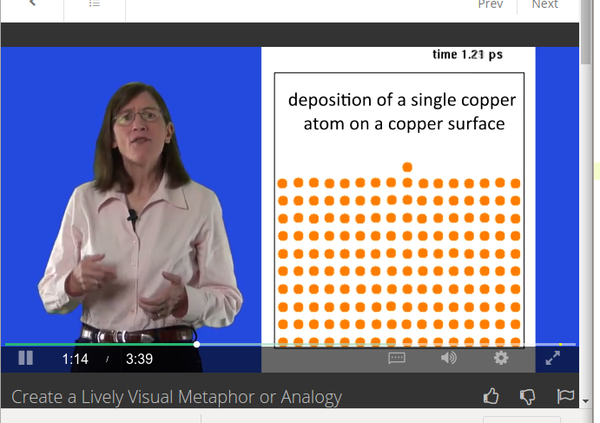 Prev Next
time 1.21 ps
deposition of a single copper
atom on a copper surface
1:14 / 3:39
Create a Lively Visual Metaphor or Analogy